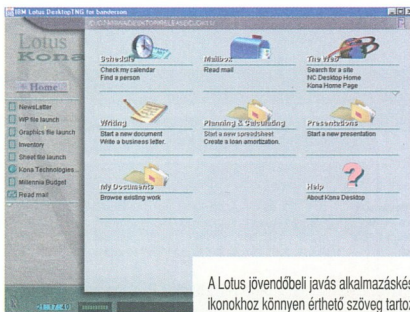 IBM Lotus DesktopTNG for banderson
Lotus
Kona
Home
NewsLetter
WP file launch
Graphics file launch
Inventory
Sheet file launch
Kona Technologies
Millennia Budget
Read mail
Schedule
Check my calendar
Find a person
Mailbox
Read mail
The Web
Search for a site
NC Desktop Home
Kona Home Page
Writing
Start a new document
Write a business letter.
Planning & Calculating
Start a new spreadsheet
Create a loan amortization.
Presentations
Start a new presentation
My Documents
Browse existing work
Help
About Kona Desktop
A Lotus jövendőbeli javás alkalmazáskés
ikonokhoz könnyen érthető szöveg tartoz